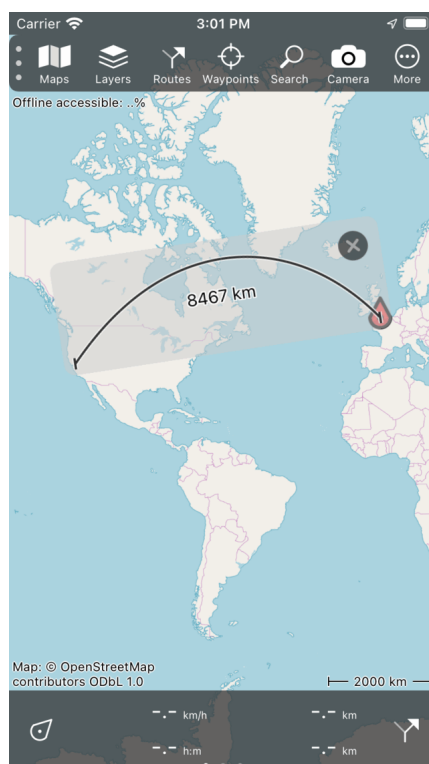 Carrier 3:01 PM
Maps Layers Routes Waypoints Search Camera More
Offline accessible: ..%
8467 km
Map: © OpenStreetMap
contributors ODbL 1.0
2000 km
-.- km/h -.- km
-.- h:m -.- km